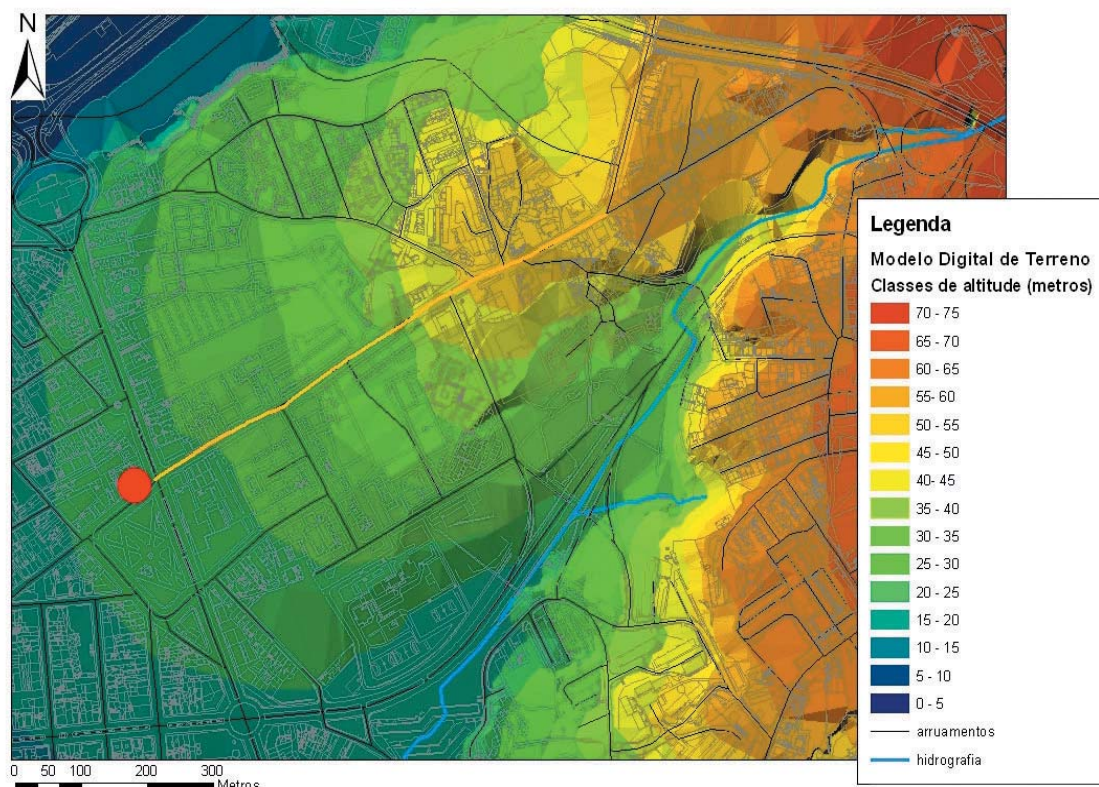 N
Legenda
Modelo Digital de Terreno
Classes de altitude (metros)
70 - 75
65 - 70
60 - 65
55- 60
50 - 55
45 - 50
40- 45
35 - 40
30 - 35
25 - 30
20 - 25
15 - 20
10 - 15
5 - 10
0 - 5
arruamentos
hidrografia
0 50 100 200 300
Metros